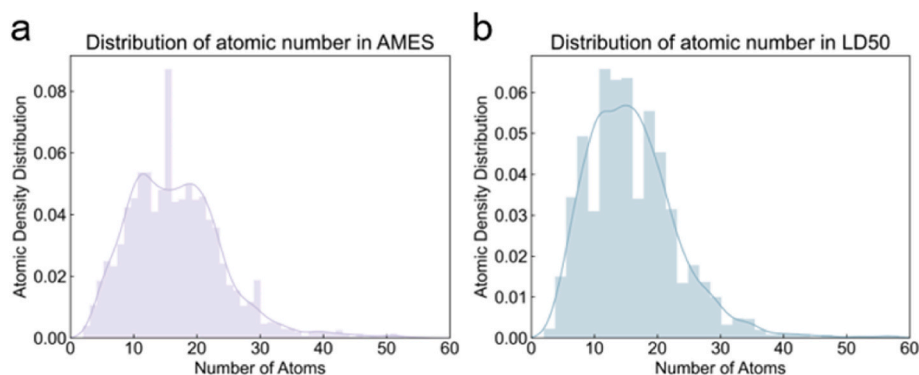 a
Distribution of atomic number in AMES
Atomic Density Distribution
0.08
0.06
0.04
0.02
0.00
0 10 20 30 40 50 60
Number of Atoms
b
Distribution of atomic number in LD50
Atomic Density Distribution
0.06
0.05
0.04
0.03
0.02
0.01
0.00
0 10 20 30 40 50 60
Number of Atoms